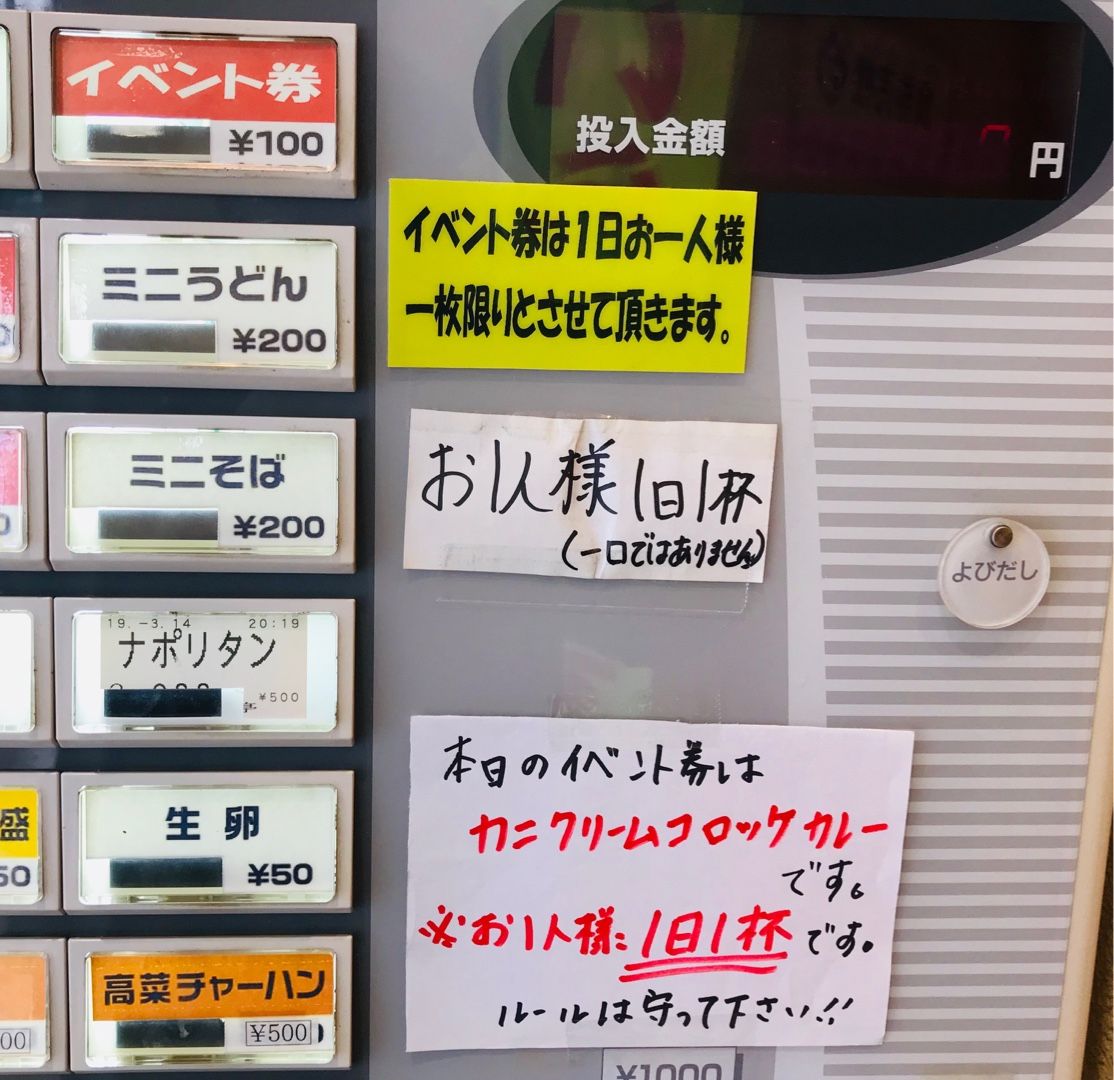 イベント券
¥100
ミニうどん
¥200
ミニそば
¥200
19.-3.14 20:19
ナポリタン
¥500
盛
50
生卵
¥50
高菜チャーハン
¥500
00
投入金額
円
イベント券は1日お一人様
一枚限りとさせて頂きます。
お1人様1日1杯
(一口ではありません)
よびだし
本日のイベント券は
カニクリームコロッケカレー
です。
※お1人様:1日1杯です。
ルールは守って下さい!!
¥1000